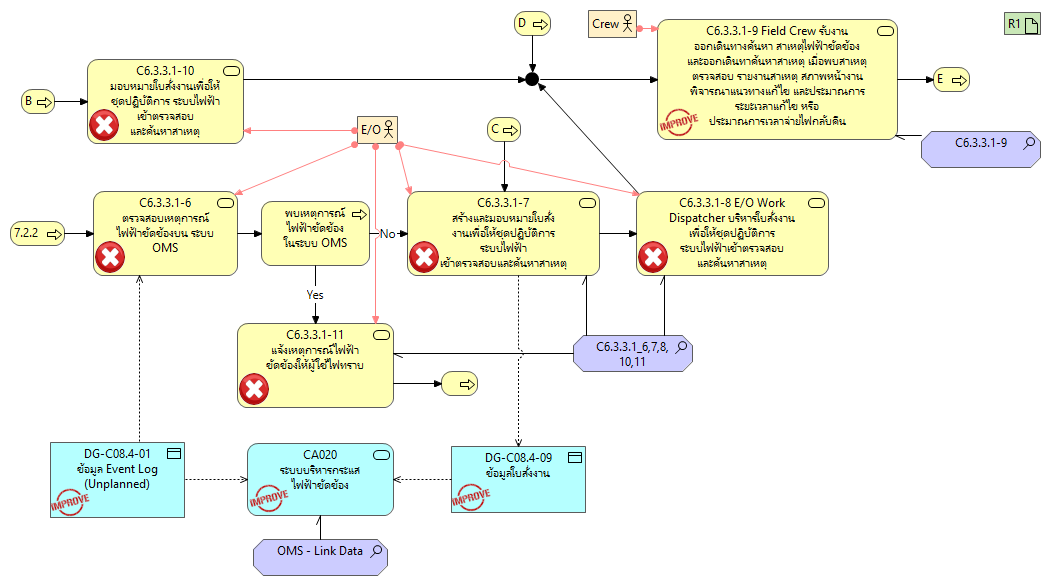 D
Crew
R1
C6.3.3.1-9 Field Crew รับงาน
ออกเดินทางค้นหา สาเหตุไฟฟ้าขัดข้อง
และออกเดินทาค้นหาสาเหตุ เมื่อพบสาเหตุ
ตรวจสอบ รายงานสาเหตุ สภาพหน้างาน
พิจารณาแนวทางแก้ไข และประมาณการ
ระยะเวลาแก้ไข หรือ
ประมาณการเวลาจ่ายไฟกลับคืน
IMPROVE
E
C6.3.3.1-9
B
C6.3.3.1-10
มอบหมายใบสั่งงานเพื่อให้
ชุดปฏิบัติการ ระบบไฟฟ้า
เข้าตรวจสอบ
และค้นหาสาเหตุ
E/O
C
7.2.2
C6.3.3.1-6
ตรวจสอบเหตุการณ์
ไฟฟ้าขัดข้องบน ระบบ
OMS
พบเหตุการณ์
ไฟฟ้าขัดข้อง
ในระบบ OMS
No
Yes
C6.3.3.1-7
สร้างและมอบหมายใบสั่ง
งานเพื่อให้ชุดปฏิบัติการ
ระบบไฟฟ้า
เข้าตรวจสอบและค้นหาสาเหตุ
C6.3.3.1-8 E/O Work
Dispatcher บริหารใบสั่งงาน
เพื่อให้ชุดปฏิบัติการ
ระบบไฟฟ้าเข้าตรวจสอบ
และค้นหาสาเหตุ
C6.3.3.1-11
แจ้งเหตุการณ์ไฟฟ้า
ขัดข้องให้ผู้ใช้ไฟทราบ
C6.3.3.1_6,7,8,
10,11
DG-C08.4-01
ข้อมูล Event Log
(Unplanned)
IMPROVE
CA020
ระบบบริหารกระแส
ไฟฟ้าขัดข้อง
IMPROVE
DG-C08.4-09
ข้อมูลใบสั่งงาน
IMPROVE
OMS - Link Data